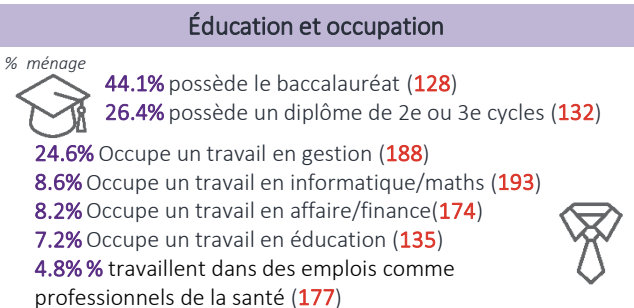 Éducation et occupation
% ménage
44.1% possède le baccalauréat (128)
26.4% possède un diplôme de 2e ou 3e cycles (132)
24.6% Occupe un travail en gestion (188)
8.6% Occupe un travail en informatique/maths (193)
8.2% Occupe un travail en affaire/finance(174)
7.2% Occupe un travail en éducation (135)
4.8% % travaillent dans des emplois comme
professionnels de la santé (177)